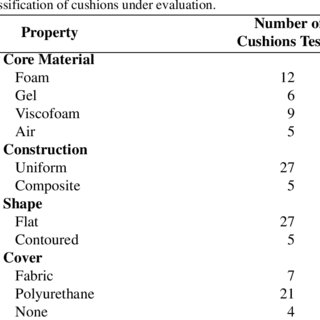 ssification of cushions under evaluation.
Property Number o
Cushions Tes
Core Material
Foam 12
Gel 6
Viscofoam 9
Air 5
Construction
Uniform 27
Composite 5
Shape
Flat 27
Contoured 5
Cover
Fabric 7
Polyurethane 21
None 4